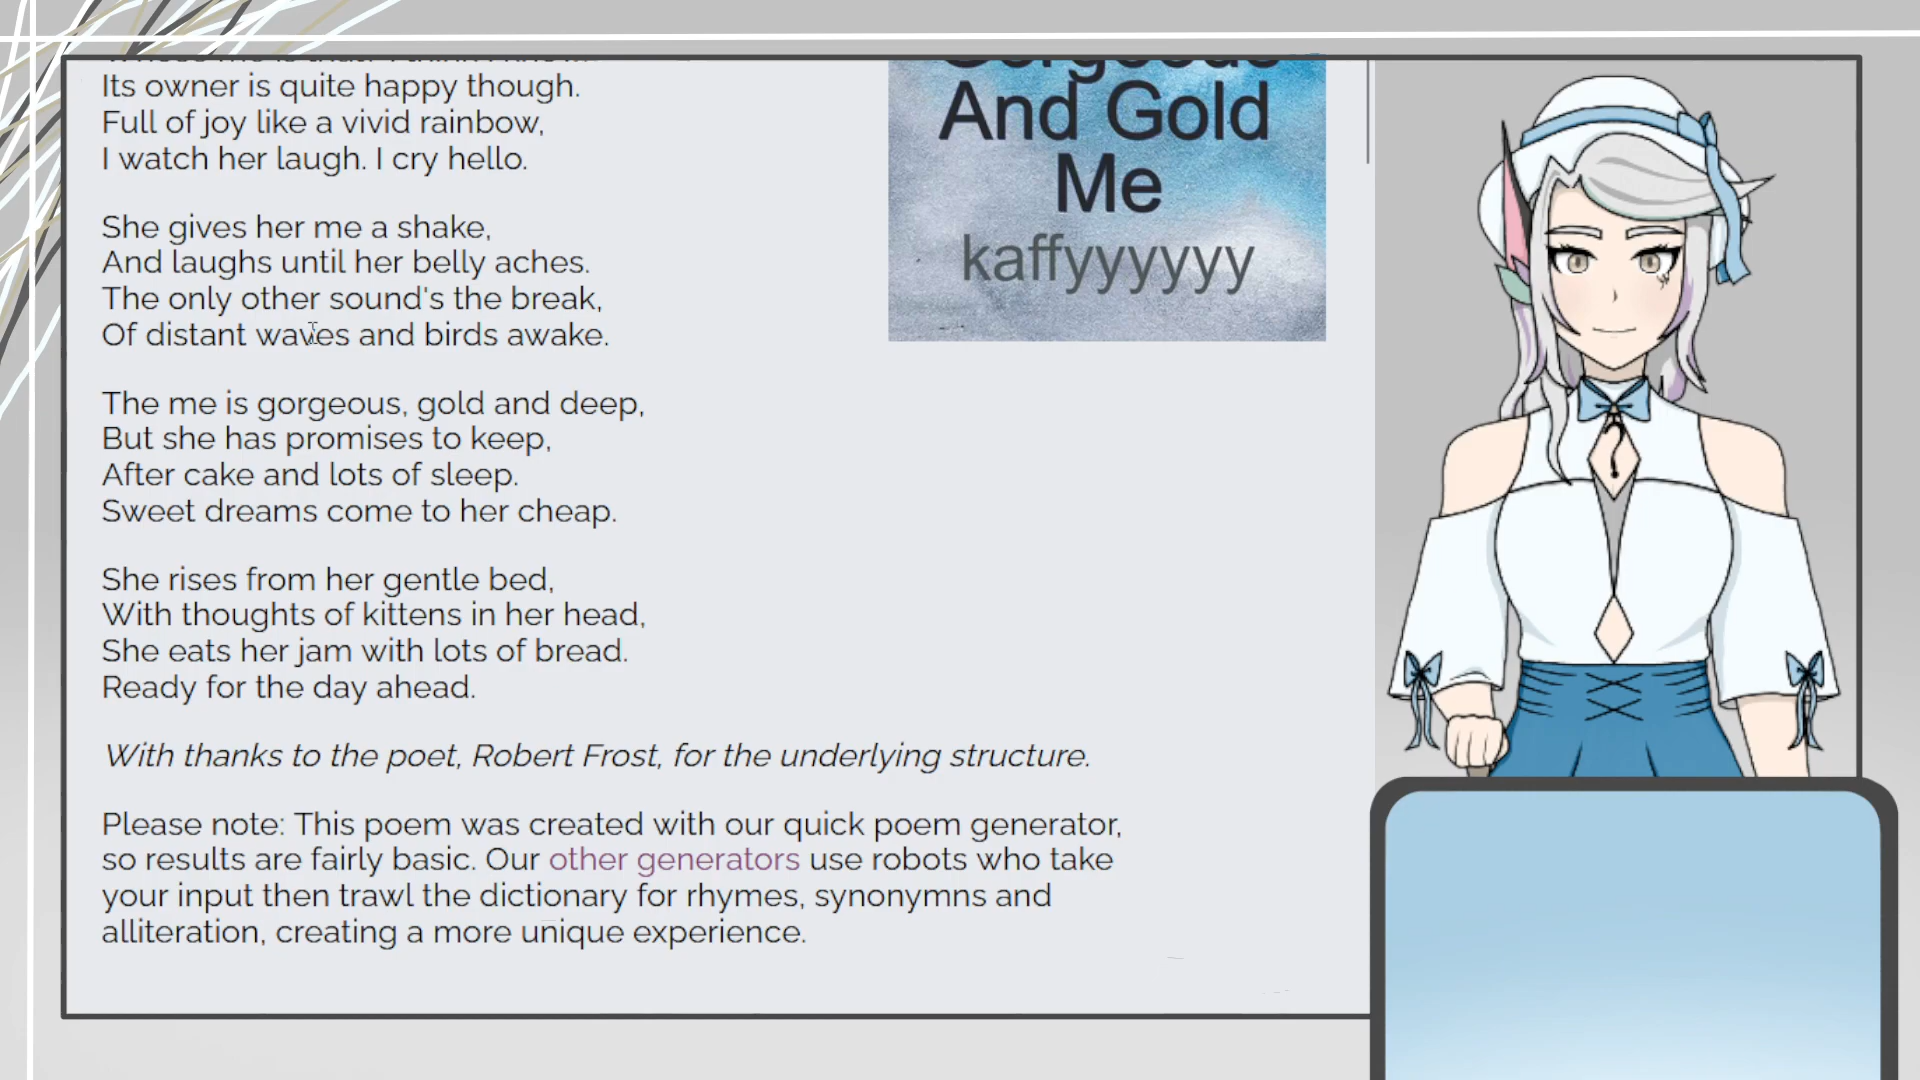 Its owner is quite happy though.
Full of joy like a vivid rainbow,
I watch her laugh. I cry hello.
She gives her me a shake,
And laughs until her belly aches.
The only other sound's the break,
Of distant waves and birds awake.
The me is gorgeous, gold and deep,
But she has promises to keep,
After cake and lots of sleep.
Sweet dreams come to her cheap.
She rises from her gentle bed,
With thoughts of kittens in her head,
She eats her jam with lots of bread.
Ready for the day ahead.
With thanks to the poet, Robert Frost, for the underlying structure.
Please note: This poem was created with our quick poem generator,
so results are fairly basic. Our other generators use robots who take
your input then trawl the dictionary for rhymes, synonymns and
alliteration, creating a more unique experience.
Gorgeous
And Gold
Me
kaffyyyyyy